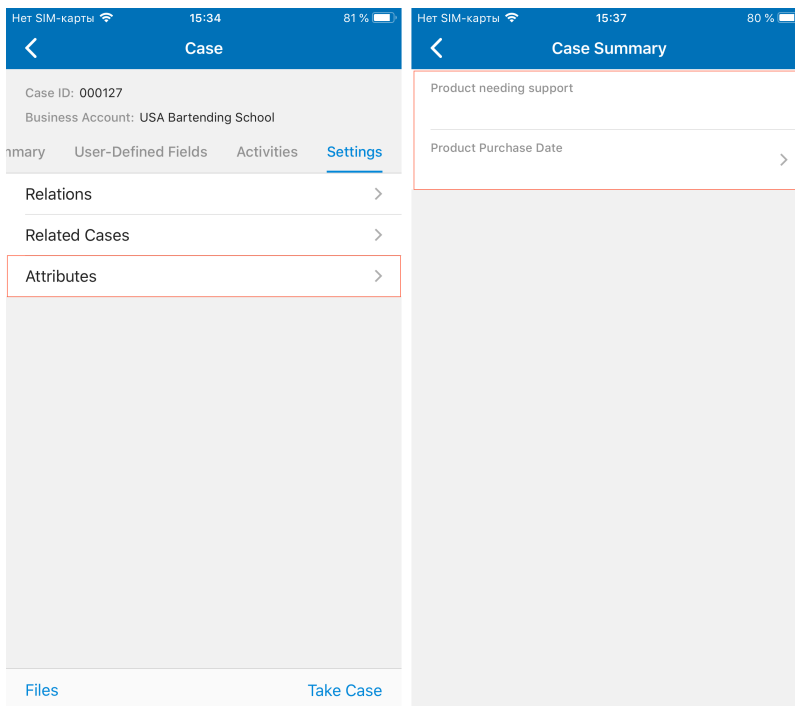 Нет SIM-карты 15:34 81 %
Case
Case ID: 000127
Business Account: USA Bartending School
User-Defined Fields Activities Settings
Relations
Related Cases
Attributes
Files Take Case
Нет SIM-карты 15:37 80 %
Case Summary
Product needing support
Product Purchase Date